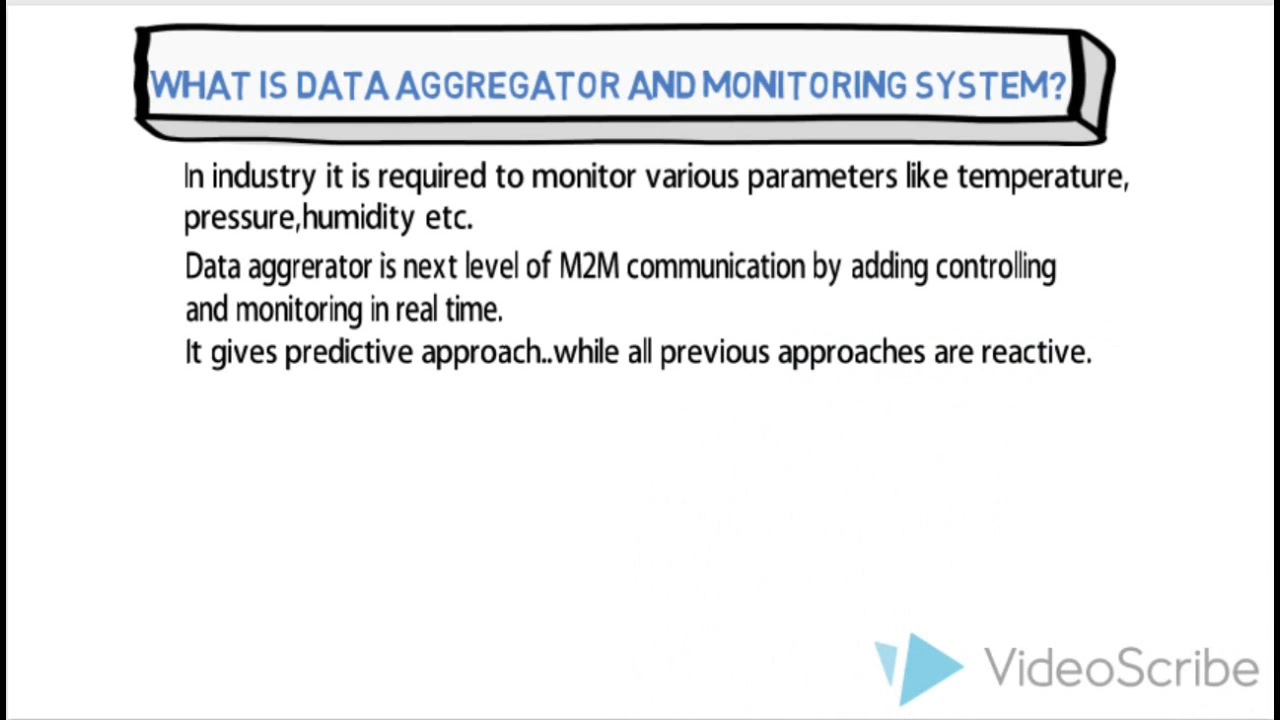 WHAT IS DATA AGGREGATOR AND MONITORING SYSTEM?
In industry it is required to monitor various parameters like temperature,
pressure,humidity etc.
Data aggrerator is next level of M2M communication by adding controlling
and monitoring in real time.
It gives predictive approach..while all previous approaches are reactive.
VideoScribe